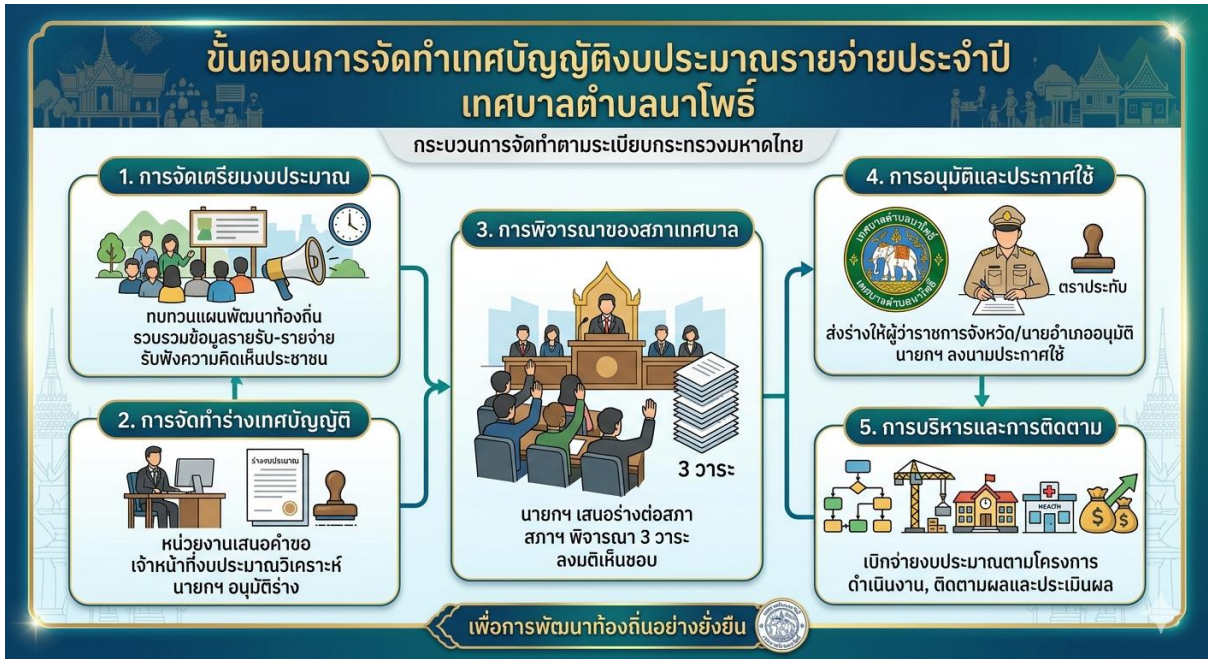 ขั้นตอนการจัดทำเทศบัญญัติงบประมาณรายจ่ายประจำปี
เทศบาลตำบลนาโพธิ์
กระบวนการจัดทำตามระเบียบกระทรวงมหาดไทย
1. การจัดเตรียมงบประมาณ
ทบทวนแผนพัฒนาท้องถิ่น
รวบรวมข้อมูลรายรับ-รายจ่าย
รับฟังความคิดเห็นประชาชน
2. การจัดทำร่างเทศบัญญัติ
ร่างงบประมาณ
หน่วยงานเสนอคำขอ
เจ้าหน้าที่งบประมาณวิเคราะห์
นายกฯ อนุมัติร่าง
3. การพิจารณาของสภาเทศบาล
3 วาระ
นายกฯ เสนอร่างต่อสภา
สภาฯ พิจารณา 3 วาระ
ลงมติเห็นชอบ
4. การอนุมัติและประกาศใช้
เทศบาลตำบลนาโพธิ์
เทศบาลตำบลนาโพธิ์
ตราประทับ
ส่งร่างให้ผู้ว่าราชการจังหวัด/นายอำเภออนุมัติ
นายกฯ ลงนามประกาศใช้
5. การบริหารและการติดตาม
HEALTH
เบิกจ่ายงบประมาณตามโครงการ
ดำเนินงาน, ติดตามผลและประเมินผล
เพื่อการพัฒนาท้องถิ่นอย่างยั่งยืน